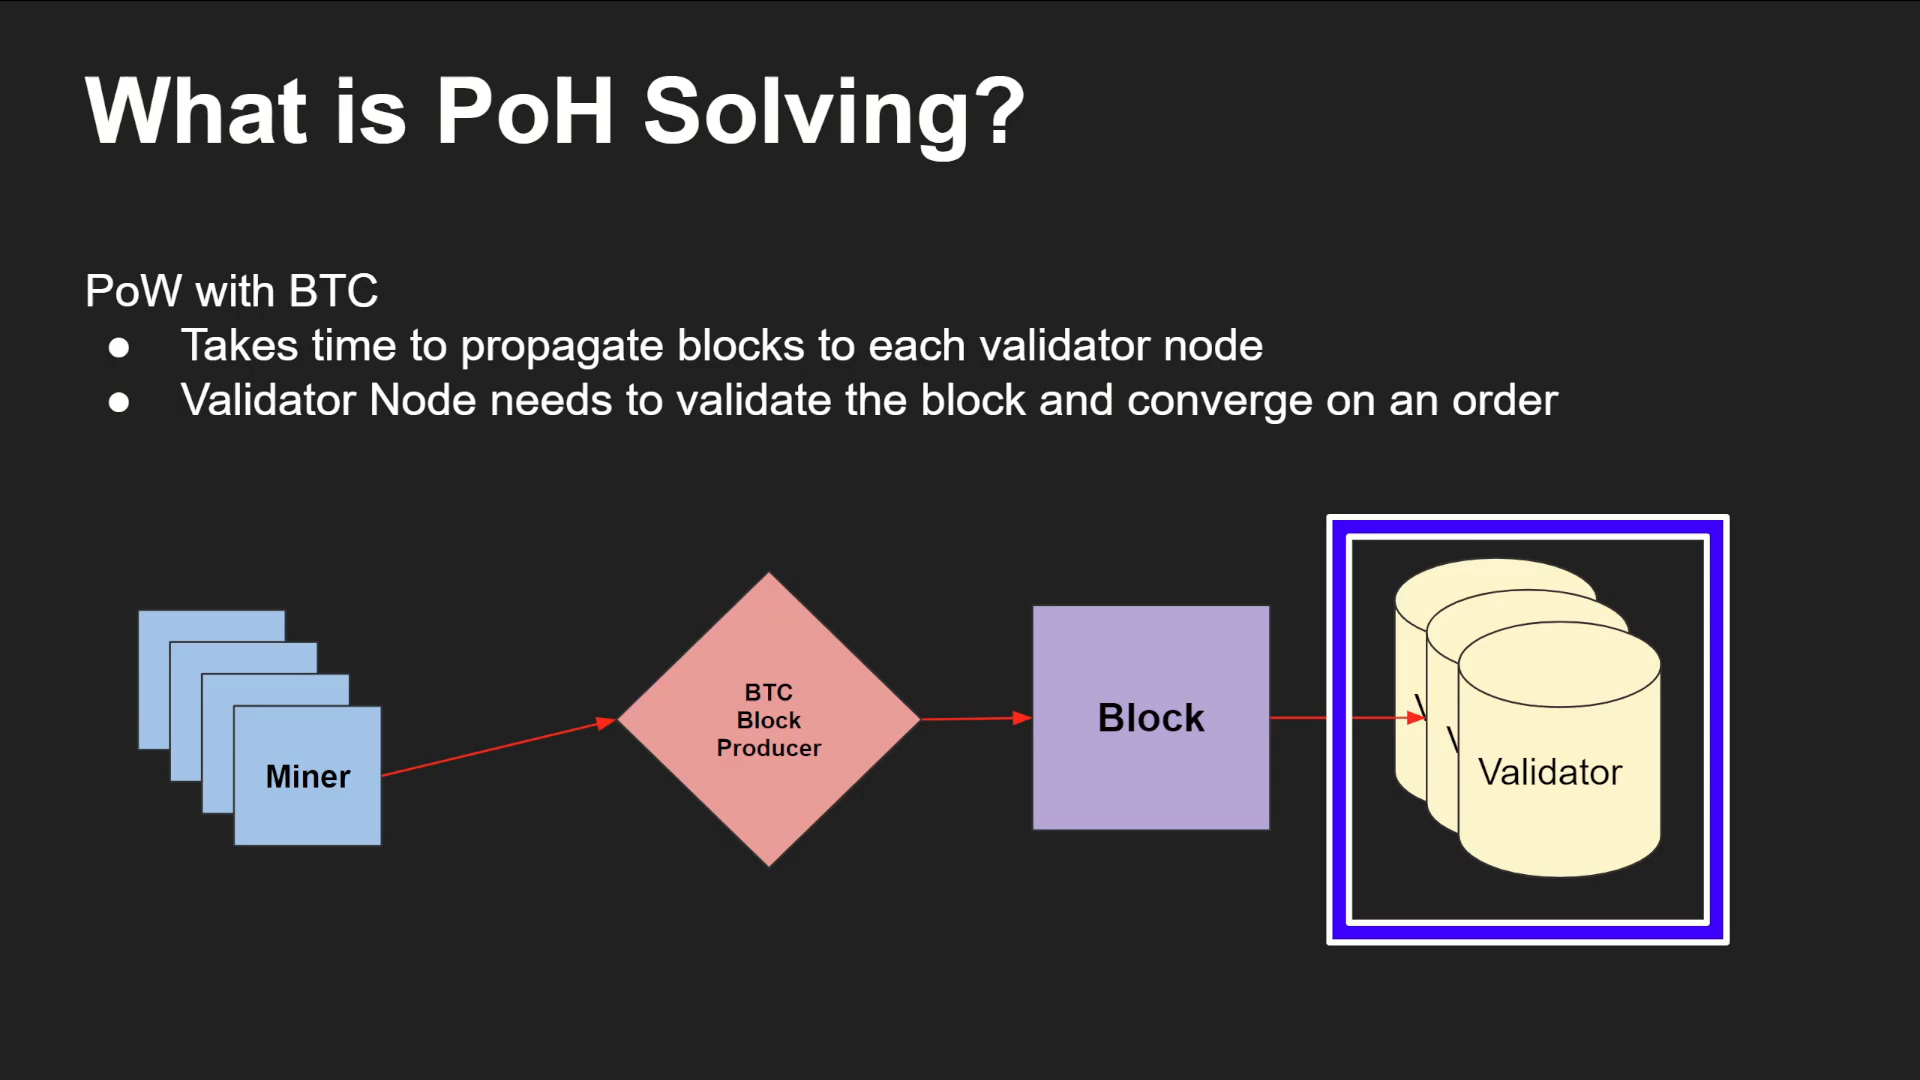 What is PoH Solving?
PoW with BTC
● Takes time to propagate blocks to each validator node
● Validator Node needs to validate the block and converge on an order
Miner
BTC
Block
Producer
Block
Validator